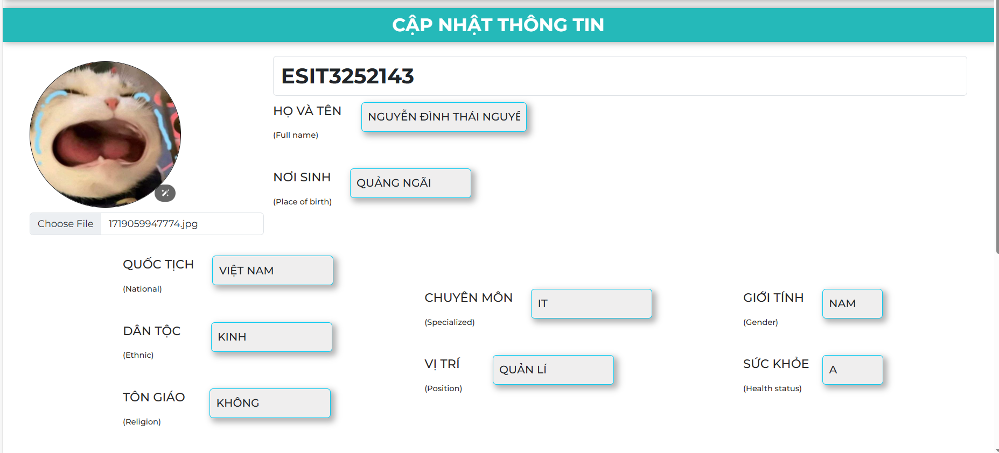 CẬP NHẬT THÔNG TIN
ESIT3252143
HỌ VÀ TÊN
(Full name)
NGUYỄN ĐÌNH THÁI NGUYÊ
NƠI SINH
(Place of birth)
QUẢNG NGÃI
Choose File 1719059947774.jpg
QUỐC TỊCH
(National)
VIỆT NAM
DÂN TỘC
(Ethnic)
KINH
TÔN GIÁO
(Religion)
KHÔNG
CHUYÊN MÔN
(Specialized)
IT
VỊ TRÍ
(Position)
QUẢN LÍ
GIỚI TÍNH
(Gender)
NAM
SỨC KHỎE
(Health status)
A